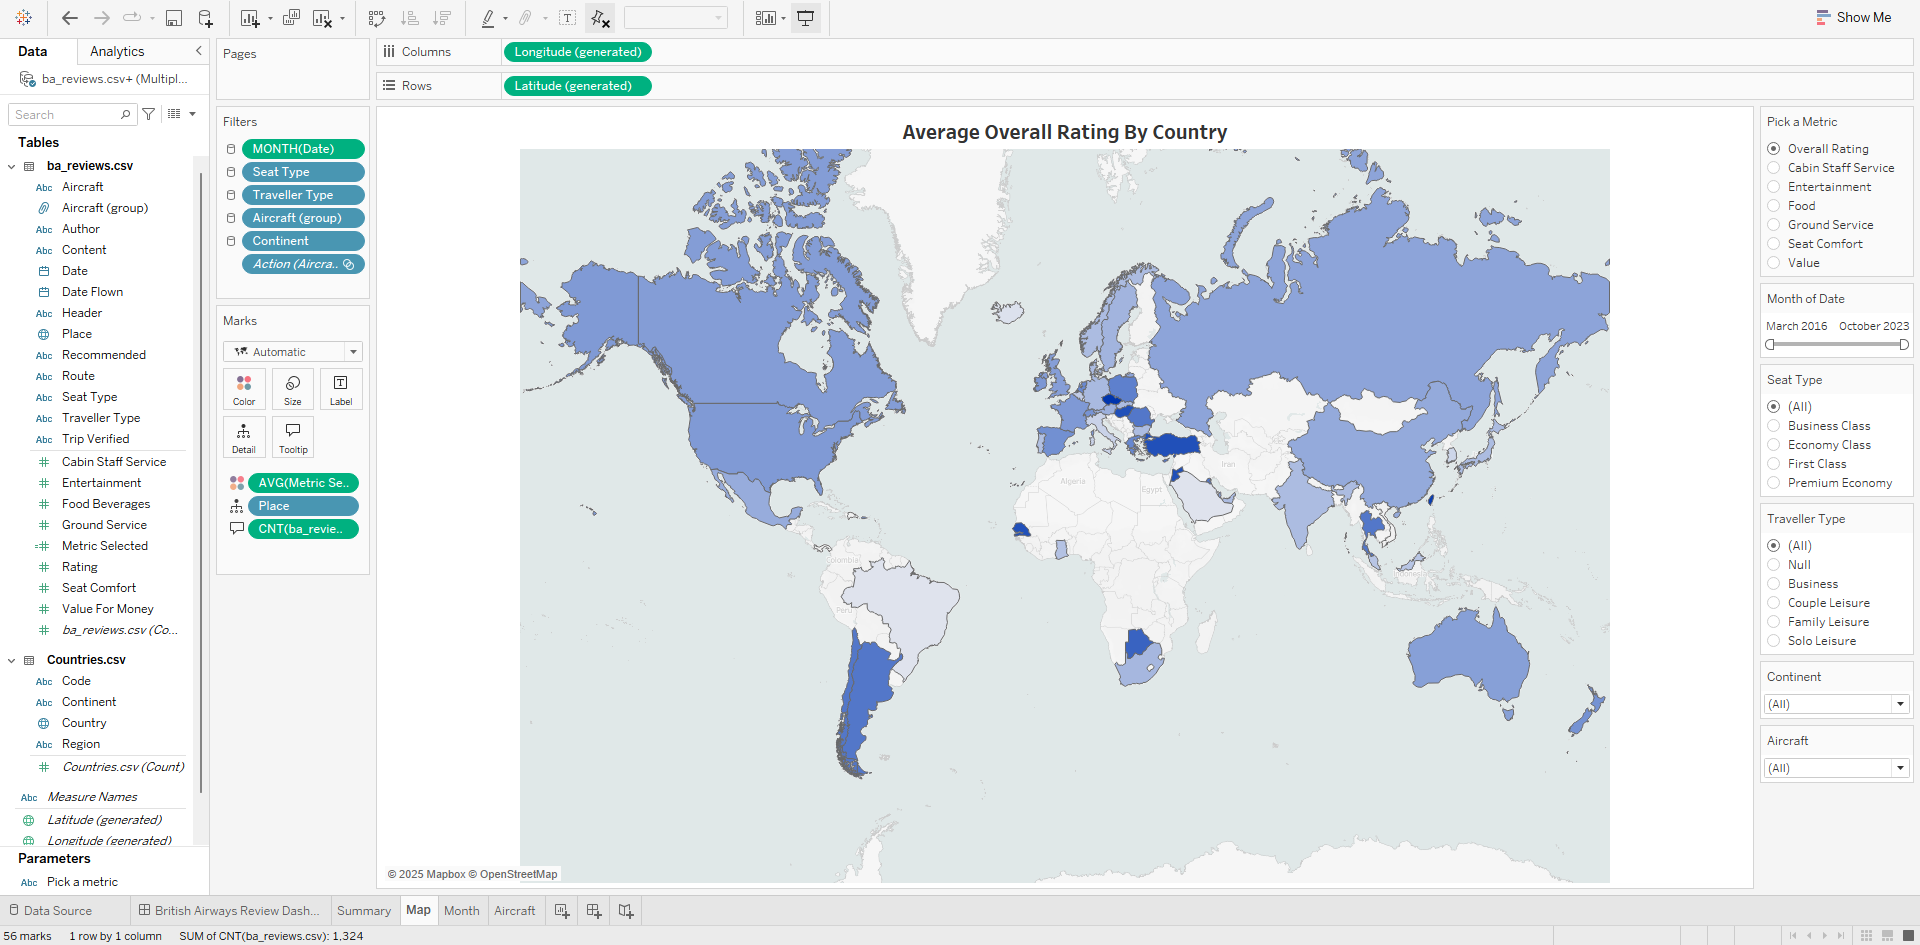 Show Me
Data
Analytics
ba_reviews.csv+ (Multipl...
Search
Tables
ba_reviews.csv
Abc Aircraft
Aircraft (group)
Abc Author
Abc Content
Date
Date Flown
Abc Header
Place
Abc Recommended
Abc Route
Abc Seat Type
Abc Traveller Type
Abc Trip Verified
Cabin Staff Service
Entertainment
Food Beverages
Ground Service
Metric Selected
Rating
Seat Comfort
Value For Money
ba_reviews.csv (Co...
Countries.csv
Abc Code
Abc Continent
Country
Abc Region
Countries.csv (Count)
Abc Measure Names
Latitude (generated)
Longitude (generated)
Parameters
Abc Pick a metric
Pages
Filters
MONTH(Date)
Seat Type
Traveller Type
Aircraft (group)
Continent
Action (Aircra..
Marks
Automatic
Color
Size
Label
Detail
Tooltip
AVG(Metric Se..
Place
CNT(ba_revie..
Columns
Longitude (generated)
Rows
Latitude (generated)
Average Overall Rating By Country
Algeria
Egypt
Iran
Colombia
Peru
© 2025 Mapbox © OpenStreetMap
Pick a Metric
Overall Rating
Cabin Staff Service
Entertainment
Food
Ground Service
Seat Comfort
Value
Month of Date
March 2016 October 2023
Seat Type
(All)
Business Class
Economy Class
First Class
Premium Economy
Traveller Type
(All)
Null
Business
Couple Leisure
Family Leisure
Solo Leisure
Continent
(All)
Aircraft
(All)
Data Source
British Airways Review Dash...
Summary
Map
Month
Aircraft
56 marks 1 row by 1 column SUM of CNT(ba_reviews.csv): 1,324